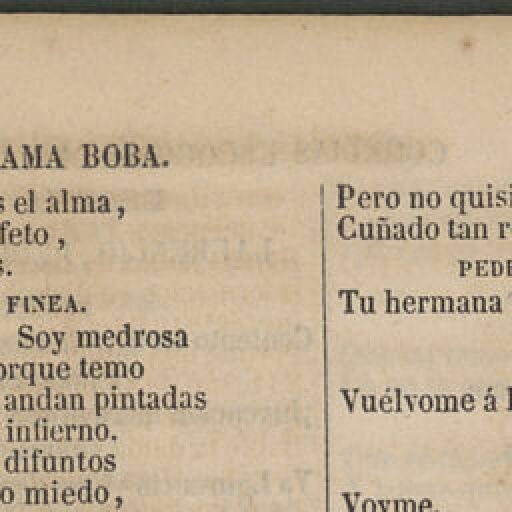 AMA BOBA.
s el alma,
feto,
s.
FINEA.
Soy medrosa
orque temo
andan pintadas
infierno.
difuntos
o miedo,
Pero no quisi
Cuñado tan r
PEDE
Tu hermana
Vuélvome á
Voyme.